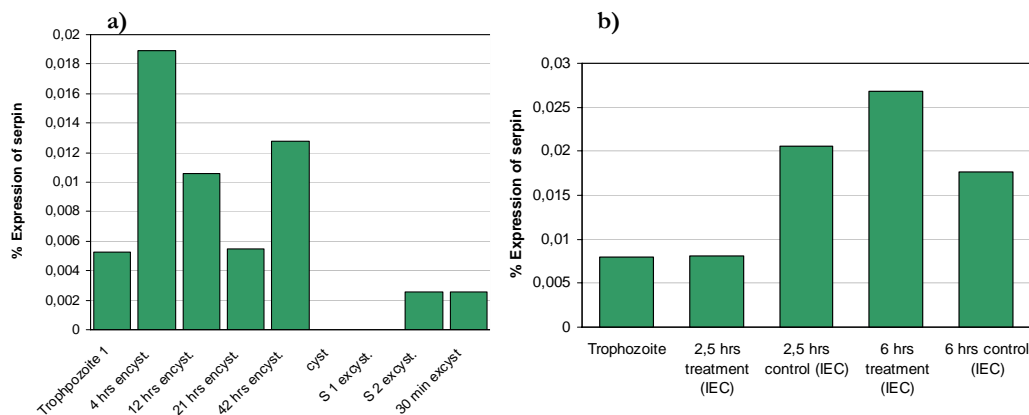 a)
% Expression of serpin
0,02
0,018
0,016
0,014
0,012
0,01
0,008
0,006
0,004
0,002
0
Trophpozoite 1
4 hrs encyst.
12 hrs encyst.
21 hrs encyst.
42 hrs encyst.
cyst
S 1 excyst.
S 2 excyst.
30 min excyst
b)
% Expression of serpin
0,03
0,025
0,02
0,015
0,01
0,005
0
Trophozoite
2,5 hrs
treatment
(IEC)
2,5 hrs
control (IEC)
6 hrs
treatment
(IEC)
6 hrs control
(IEC)